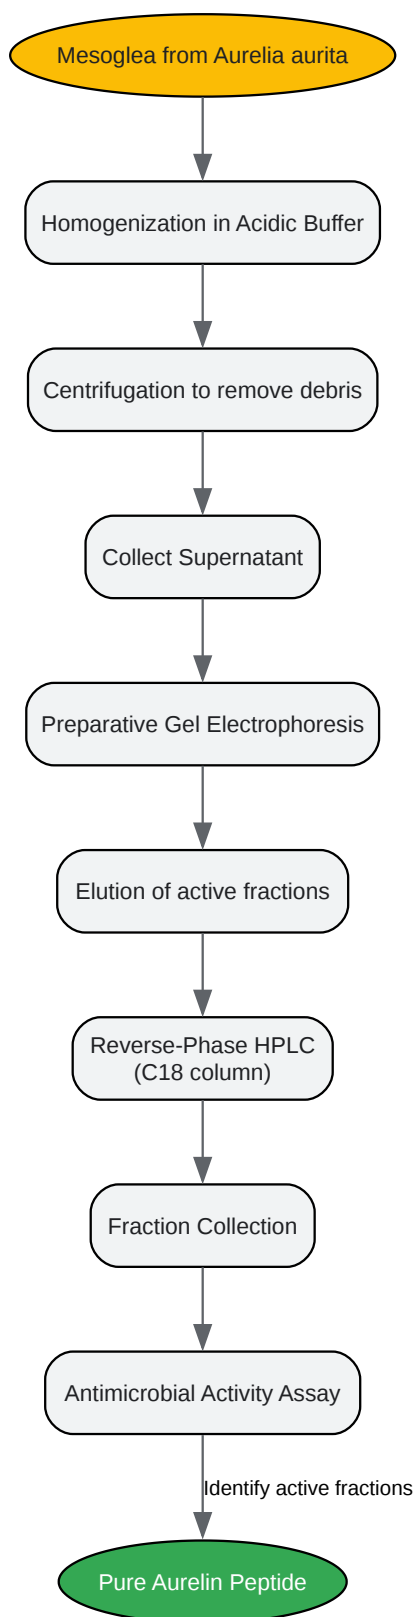 Mesoglea from Aurelia aurita
Homogenization in Acidic Buffer
Centrifugation to remove debris
Collect Supernatant
Preparative Gel Electrophoresis
Elution of active fractions
Reverse-Phase HPLC
(C18 column)
Fraction Collection
Antimicrobial Activity Assay
Identify active fractions
Pure Aurelin Peptide